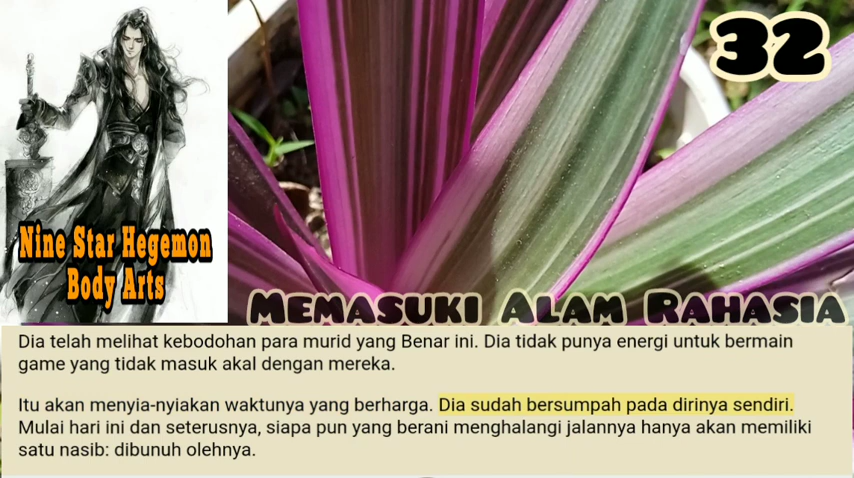 32
Nine Star Hegemon
Body Arts
Memasuki Alam Rahasia
Dia telah melihat kebodohan para murid yang Benar ini. Dia tidak punya energi untuk bermain
game yang tidak masuk akal dengan mereka.
Itu akan menyia-nyiakan waktunya yang berharga. Dia sudah bersumpah pada dirinya sendiri.
Mulai hari ini dan seterusnya, siapa pun yang berani menghalangi jalannya hanya akan memiliki
satu nasib: dibunuh olehnya.